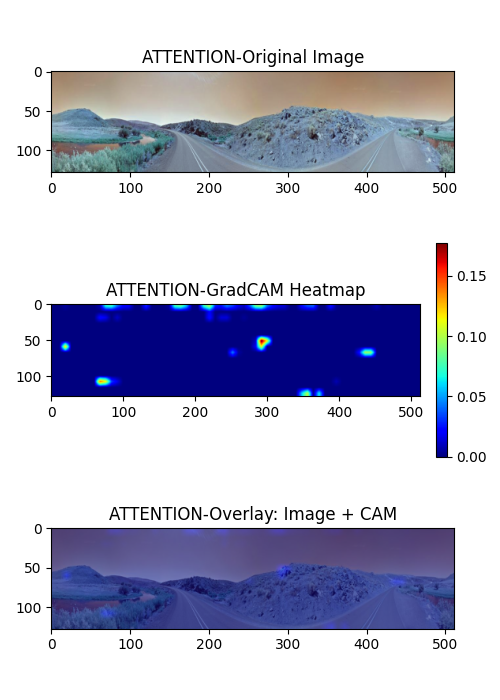 ATTENTION-Original Image
0
50
100
0 100 200 300 400 500
ATTENTION-GradCAM Heatmap
0
50
100
0 100 200 300 400 500
0.15
0.10
0.05
0.00
ATTENTION-Overlay: Image + CAM
0
50
100
0 100 200 300 400 500